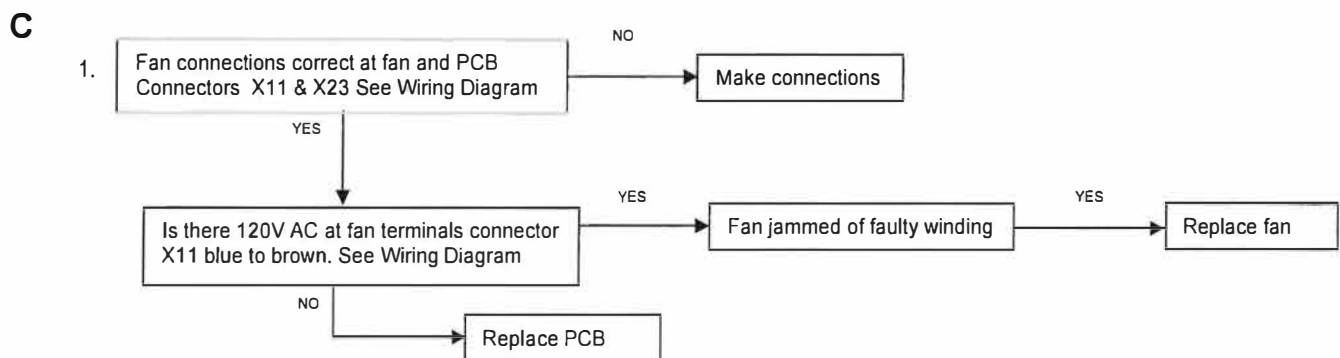 C
1.
Fan connections correct at fan and PCB
Connectors X11 & X23 See Wiring Diagram
NO
Make connections
YES
Is there 120V AC at fan terminals connector
X11 blue to brown. See Wiring Diagram
YES
Fan jammed of faulty winding
YES
Replace fan
NO
Replace PCB